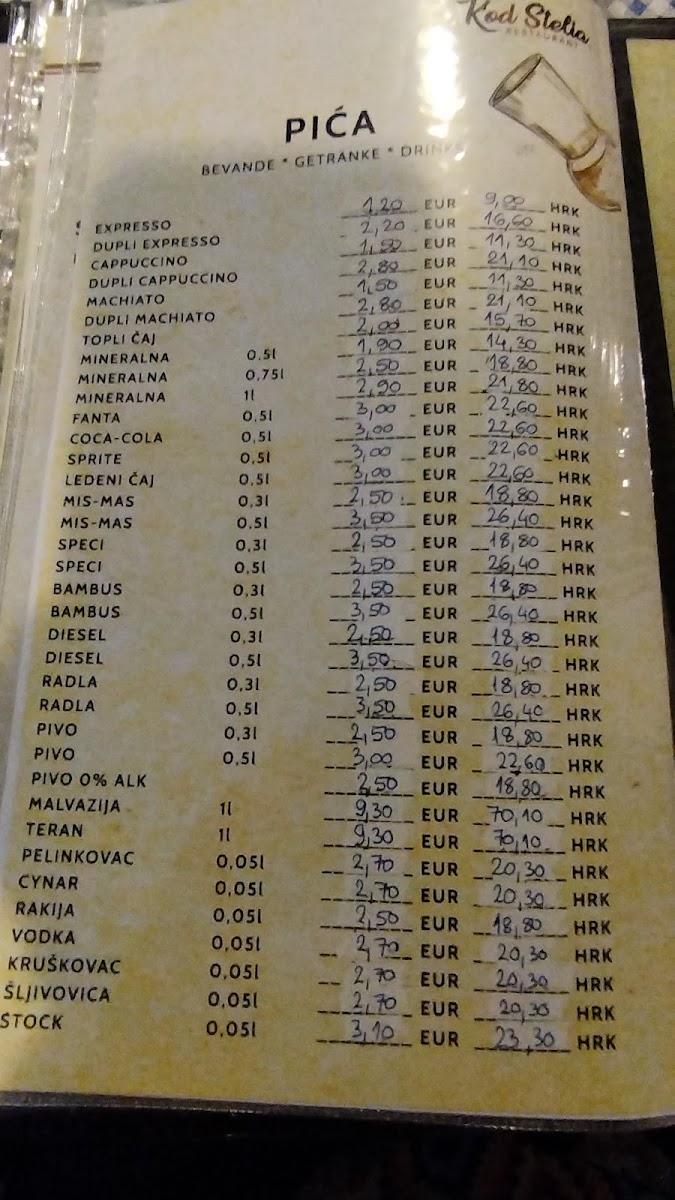 Kod Stelia
RESTAURANT
PIĆA
BEVANDE * GETRANKE * DRINK
EXPRESSO 1,20 EUR 9,00 HRK
DUPLI EXPRESSO 2,20 EUR 16,60 HRK
CAPPUCCINO 1,50 EUR 11,30 HRK
DUPLI CAPPUCCINO 2,80 EUR 21,10 HRK
MACHIATO 1,50 EUR 11,30 HRK
DUPLI MACHIATO 2,80 EUR 21,10 HRK
TOPLI ČAJ 2,00 EUR 15,70 HRK
MINERALNA 0,5l 1,90 EUR 14,30 HRK
MINERALNA 0,75l 2,50 EUR 18,80 HRK
MINERALNA 1l 2,90 EUR 21,80 HRK
FANTA 0,5l 3,00 EUR 22,60 HRK
COCA-COLA 0,5l 3,00 EUR 22,60 HRK
SPRITE 0,5l 3,00 EUR 22,60 HRK
LEDENI ČAJ 0,5l 3,00 EUR 22,60 HRK
MIS-MAS 0,3l 2,50 EUR 18,80 HRK
MIS-MAS 0,5l 3,50 EUR 26,40 HRK
SPECI 0,3l 2,50 EUR 18,80 HRK
SPECI 0,5l 3,50 EUR 26,40 HRK
BAMBUS 0,3l 2,50 EUR 18,80 HRK
BAMBUS 0,5l 3,50 EUR 26,40 HRK
DIESEL 0,3l 2,50 EUR 18,80 HRK
DIESEL 0,5l 3,50 EUR 26,40 HRK
RADLA 0,3l 2,50 EUR 18,80 HRK
RADLA 0,5l 3,50 EUR 26,40 HRK
PIVO 0,3l 2,50 EUR 18,80 HRK
PIVO 0,5l 3,00 EUR 22,60 HRK
PIVO 0% ALK 2,50 EUR 18,80 HRK
MALVAZIJA 1l 9,30 EUR 70,10 HRK
TERAN 1l 9,30 EUR 70,10 HRK
PELINKOVAC 0,05l 2,70 EUR 20,30 HRK
CYNAR 0,05l 2,70 EUR 20,30 HRK
RAKIJA 0,05l 2,50 EUR 18,80 HRK
VODKA 0,05l 2,70 EUR 20,30 HRK
KRUŠKOVAC 0,05l 2,70 EUR 20,30 HRK
ŠLJIVOVICA 0,05l 2,70 EUR 20,30 HRK
STOCK 0,05l 3,10 EUR 23,30 HRK